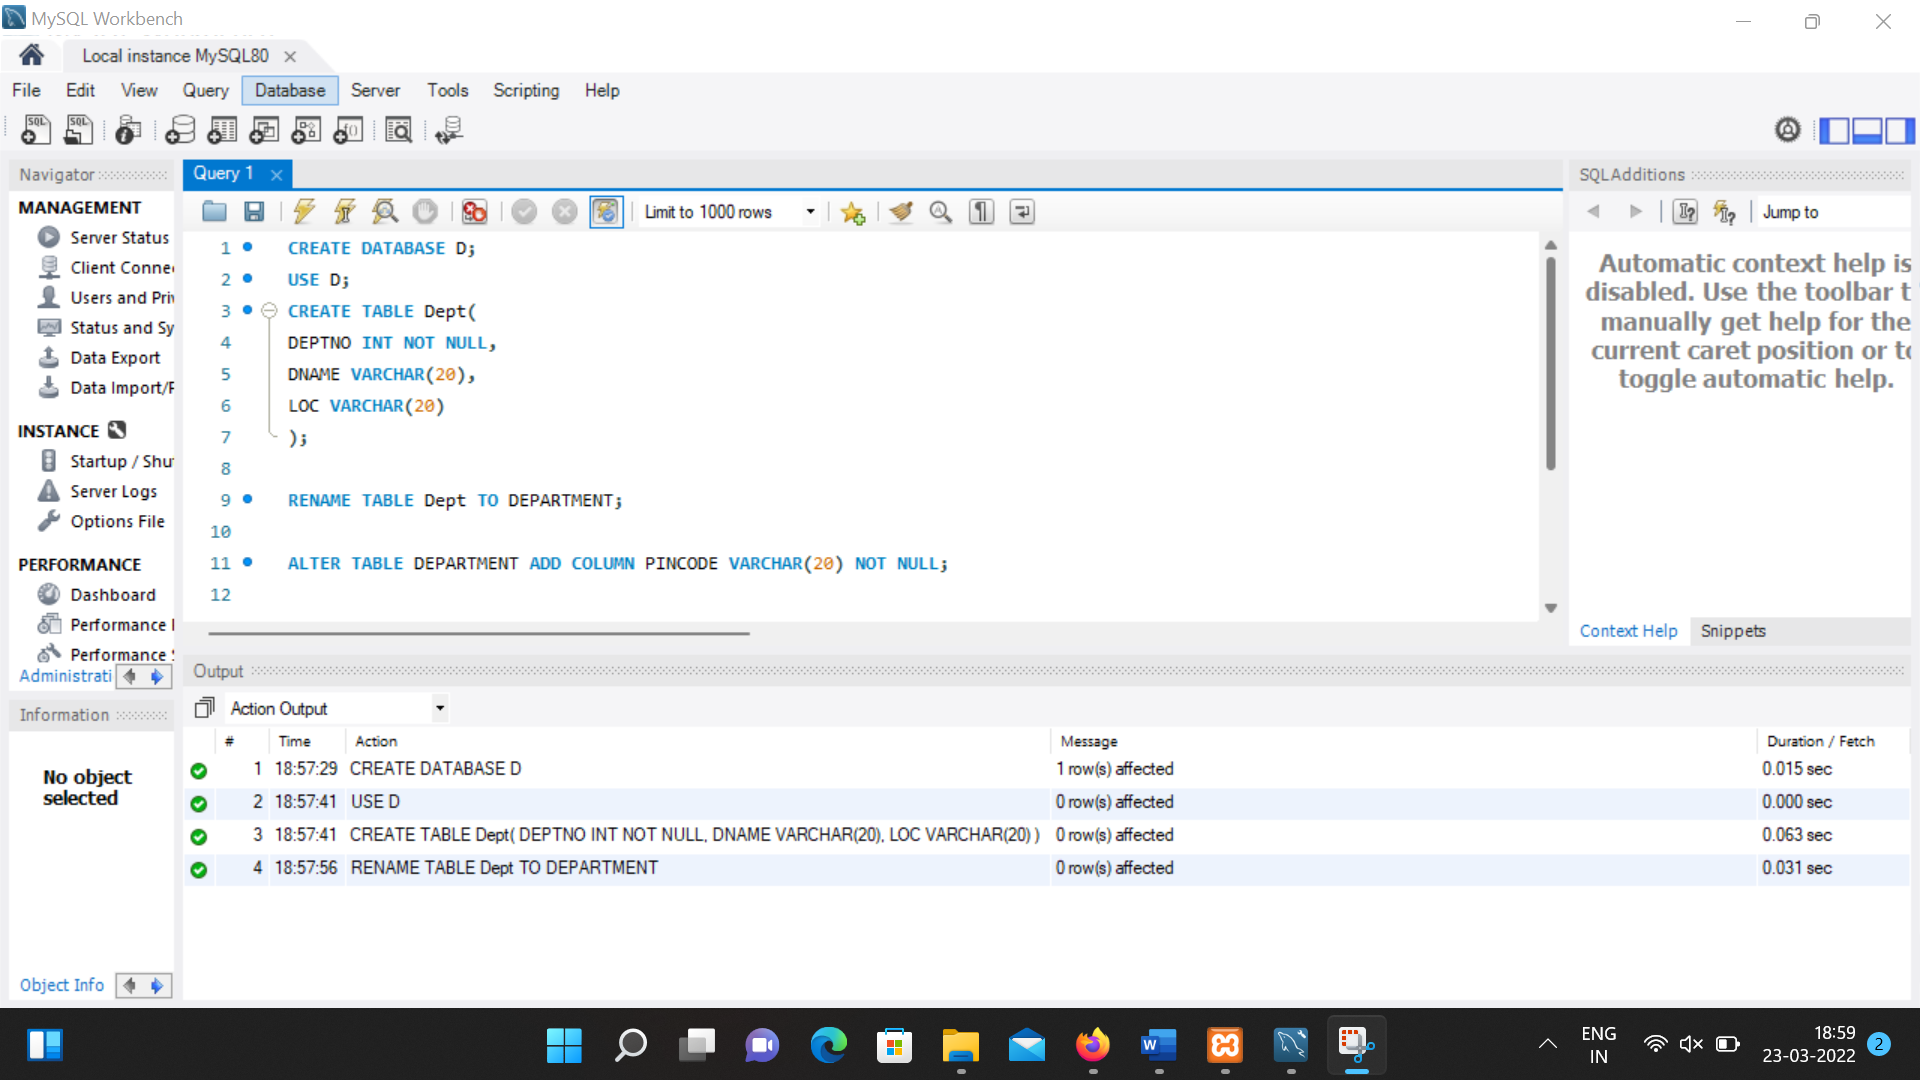 MySQL Workbench
Local instance MySQL80
File Edit View Query Database Server Tools Scripting Help
Navigator
MANAGEMENT
Server Status
Client Conne
Users and Pri
Status and Sy
Data Export
Data Import/
INSTANCE
Startup / Shu
Server Logs
Options File
PERFORMANCE
Dashboard
Performance
Performance
Administrati
Information
No object
selected
Object Info
Query 1
Limit to 1000 rows
1 CREATE DATABASE D;
2 USE D;
3 CREATE TABLE Dept(
4 DEPTNO INT NOT NULL,
5 DNAME VARCHAR(20),
6 LOC VARCHAR(20)
7 );
8
9 RENAME TABLE Dept TO DEPARTMENT;
10
11 ALTER TABLE DEPARTMENT ADD COLUMN PINCODE VARCHAR(20) NOT NULL;
12
SQLAdditions
Jump to
Automatic context help is
disabled. Use the toolbar t
manually get help for the
current caret position or to
toggle automatic help.
Context Help Snippets
Output
Action Output
# Time Action Message Duration / Fetch
1 18:57:29 CREATE DATABASE D 1 row(s) affected 0.015 sec
2 18:57:41 USE D 0 row(s) affected 0.000 sec
3 18:57:41 CREATE TABLE Dept( DEPTNO INT NOT NULL, DNAME VARCHAR(20), LOC VARCHAR(20) ) 0 row(s) affected 0.063 sec
4 18:57:56 RENAME TABLE Dept TO DEPARTMENT 0 row(s) affected 0.031 sec
ENG
IN
18:59
23-03-2022
2